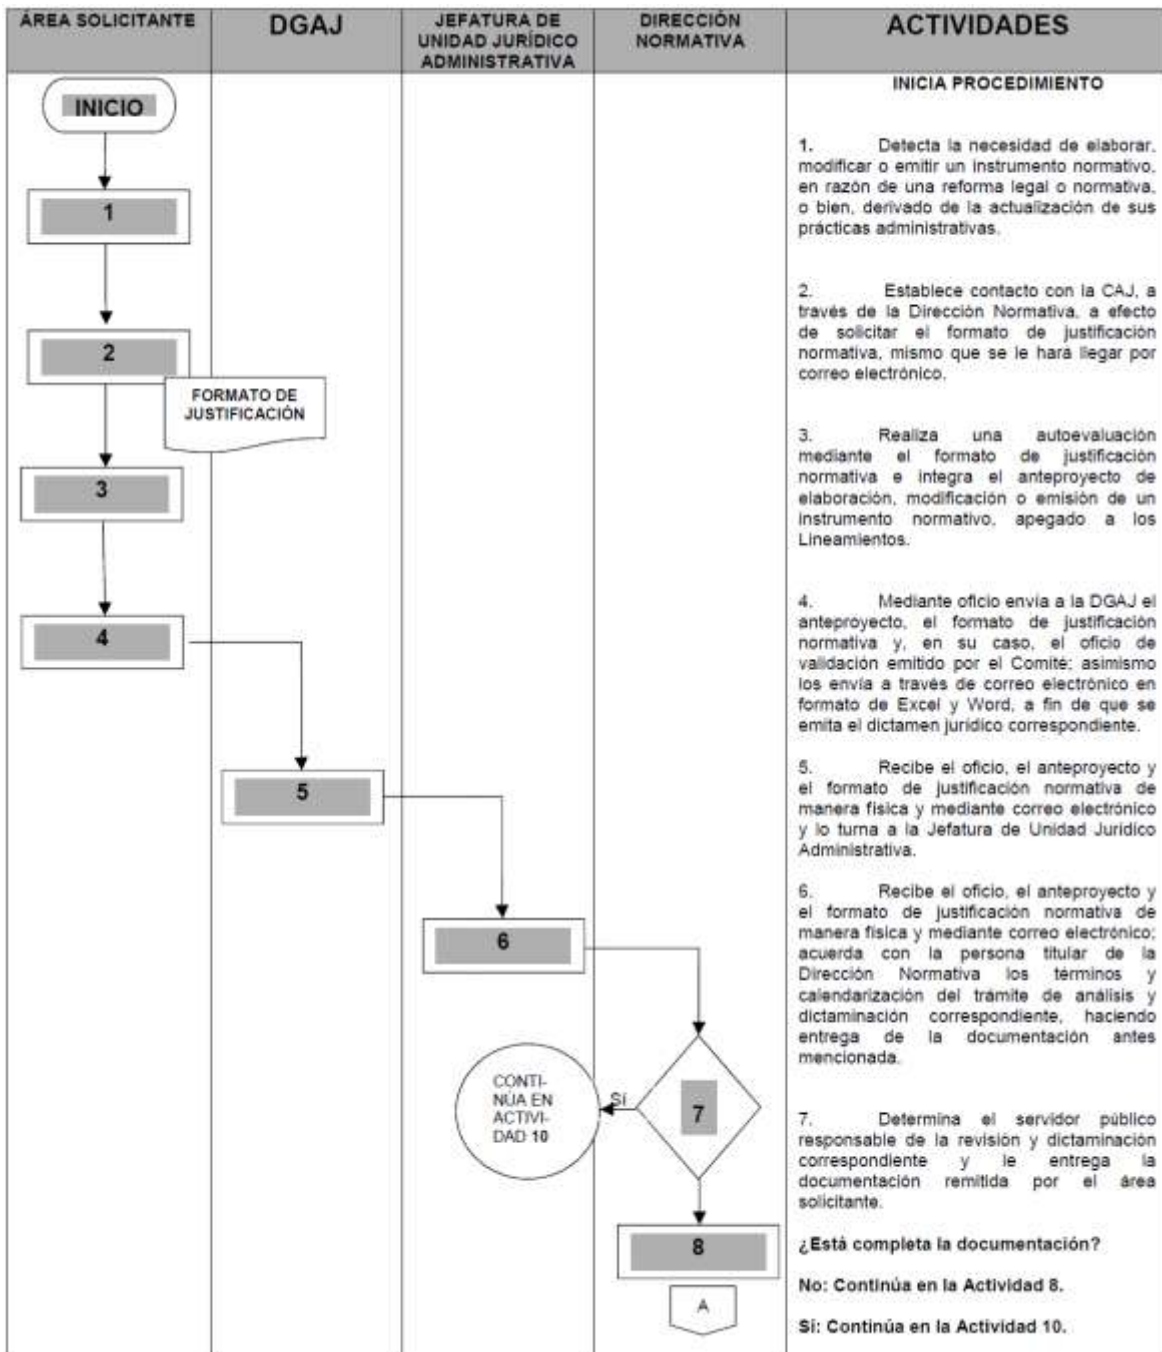 ÁREA SOLICITANTE
DGAJ
JEFATURA DE
UNIDAD JURÍDICO
ADMINISTRATIVA
DIRECCIÓN
NORMATIVA
ACTIVIDADES
INICIO
1
2
FORMATO DE
JUSTIFICACIÓN
3
4
5
6
CONTI-
NÚA EN
ACTIVI-
DAD 10
Sí
7
8
A
INICIA PROCEDIMIENTO
1. Detecta la necesidad de elaborar,
modificar o emitir un instrumento normativo,
en razón de una reforma legal o normativa,
o bien, derivado de la actualización de sus
prácticas administrativas.
2. Establece contacto con la CAJ, a
través de la Dirección Normativa, a efecto
de solicitar el formato de justificación
normativa, mismo que se le hará llegar por
correo electrónico.
3. Realiza una autoevaluación
mediante el formato de justificación
normativa e integra el anteproyecto de
elaboración, modificación o emisión de un
instrumento normativo, apegado a los
Lineamientos.
4. Mediante oficio envía a la DGAJ el
anteproyecto, el formato de justificación
normativa y, en su caso, el oficio de
validación emitido por el Comité; asimismo
los envía a través de correo electrónico en
formato de Excel y Word, a fin de que se
emita el dictamen jurídico correspondiente.
5. Recibe el oficio, el anteproyecto y
el formato de justificación normativa de
manera física y mediante correo electrónico
y lo turna a la Jefatura de Unidad Jurídico
Administrativa.
6. Recibe el oficio, el anteproyecto y
el formato de justificación normativa de
manera física y mediante correo electrónico;
acuerda con la persona titular de la
Dirección Normativa los términos y
calendarización del trámite de análisis y
dictaminación correspondiente, haciendo
entrega de la documentación antes
mencionada.
7. Determina el servidor público
responsable de la revisión y dictaminación
correspondiente y le entrega la
documentación remitida por el área
solicitante.
¿Está completa la documentación?
No: Continúa en la Actividad 8.
Sí: Continúa en la Actividad 10.